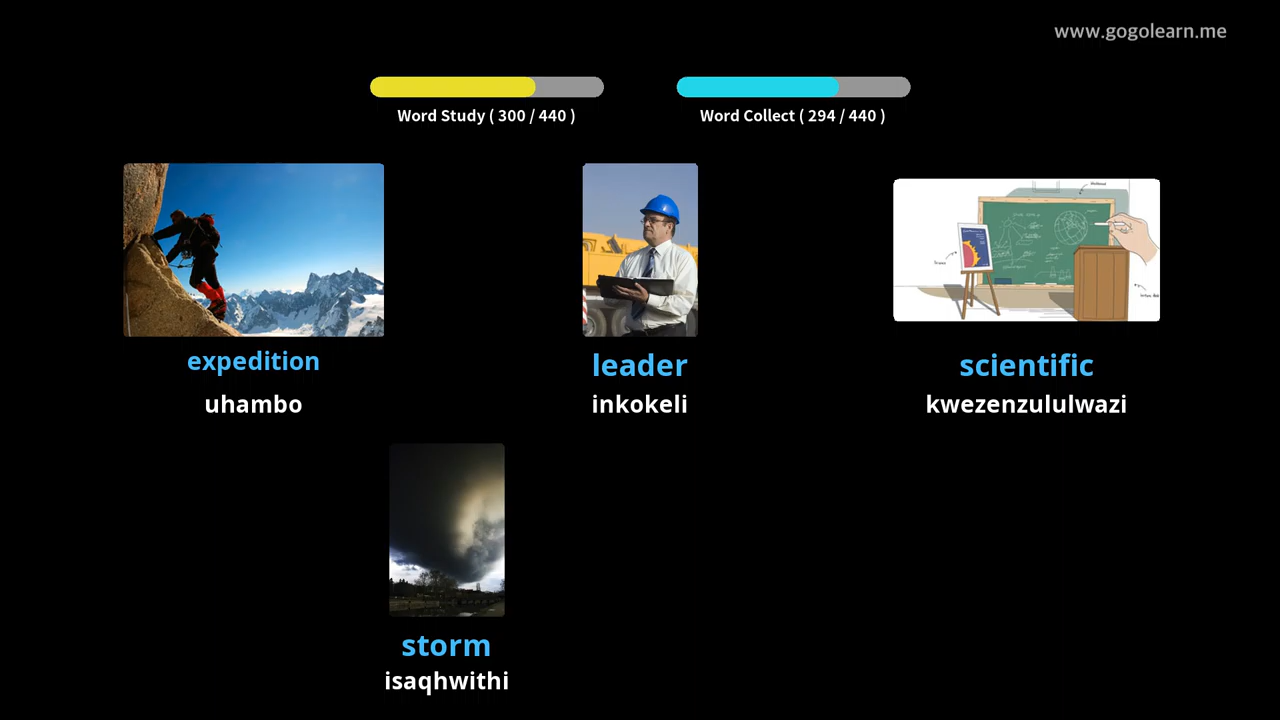 www.gogolearn.me
Word Study ( 300 / 440 )
Word Collect ( 294 / 440 )
expedition
leader
scientific
uhambo
inkokeli
kwezenzululwazi
storm
isaqhwithi